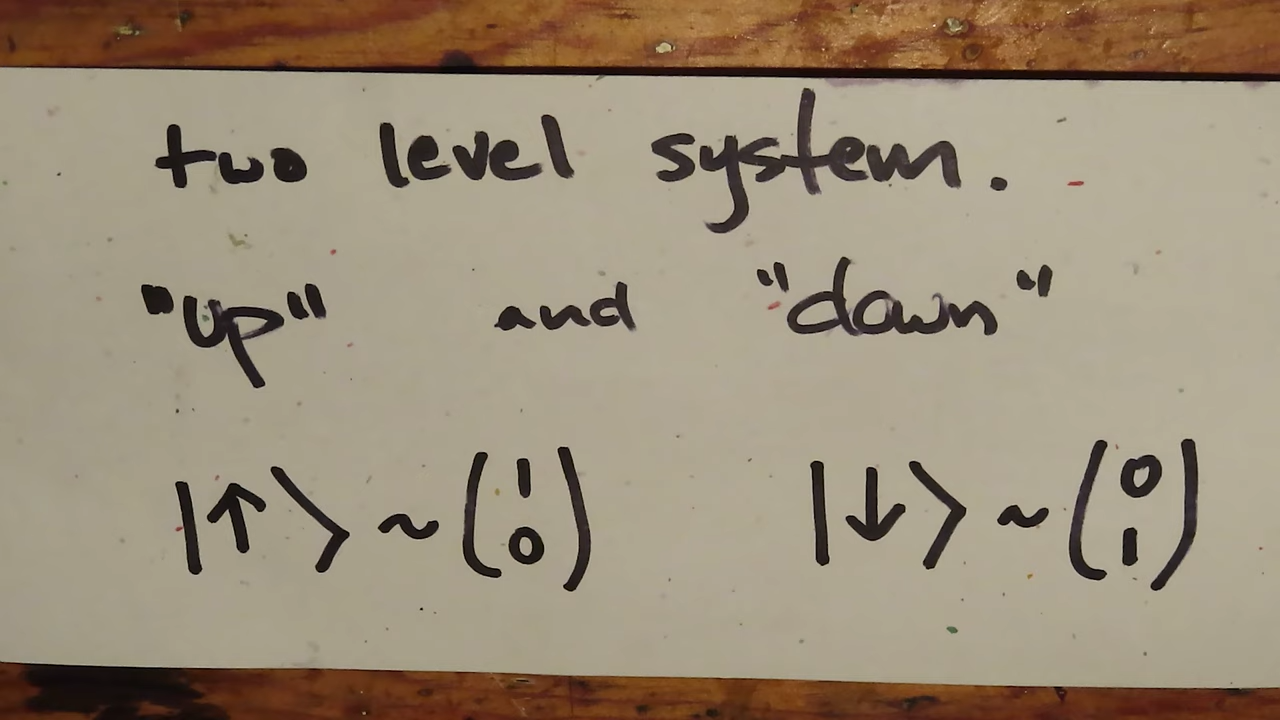 two level system.
"up" and "down"
|↑⟩ ~ (1 0) |↓⟩ ~ (0 1)